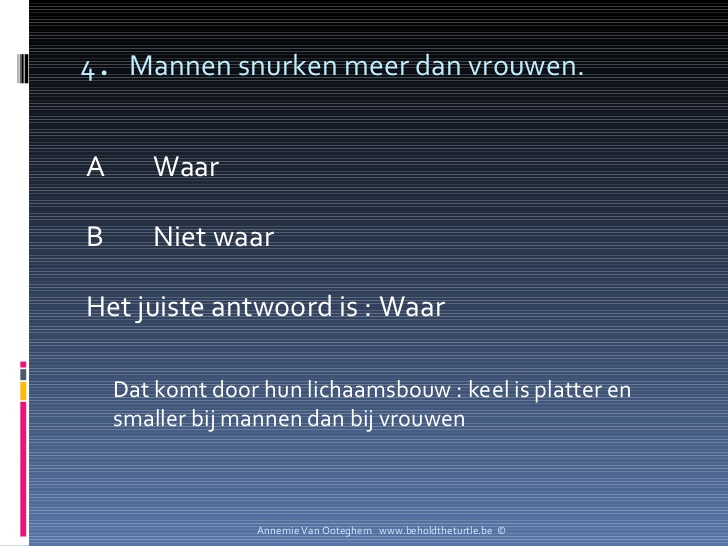 4. Mannen snurken meer dan vrouwen.
A Waar
B Niet waar
Het juiste antwoord is : Waar
Dat komt door hun lichaamsbouw : keel is platter en
smaller bij mannen dan bij vrouwen
Annemie Van Ooteghem www.beholdtheturtle.be ©